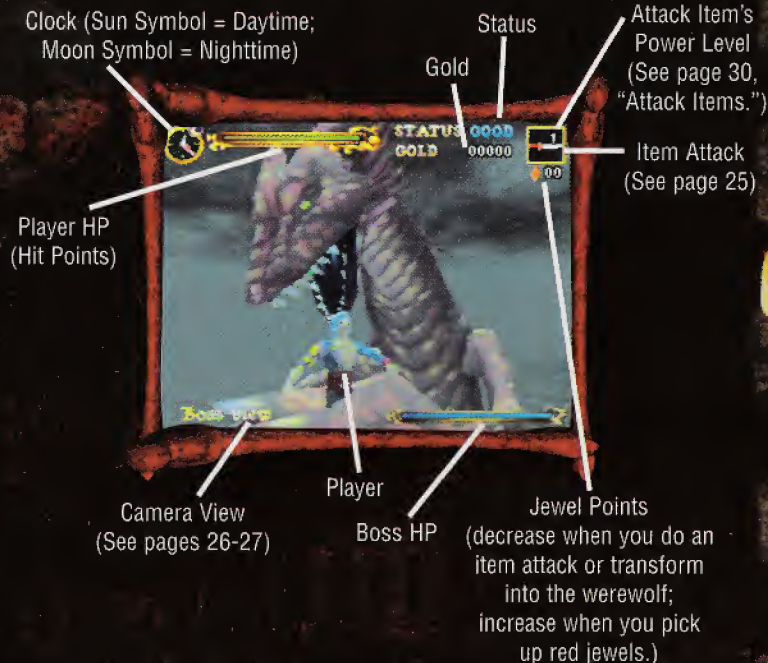 Clock (Sun Symbol = Daytime;
Moon Symbol = Nighttime)
Status
Gold
Attack Item's
Power Level
(See page 30,
"Attack Items.")
STATUS GOOD
GOLD 00000
1
00
Item Attack
(See page 25)
Player HP
(Hit Points)
Boss view
Camera View
(See pages 26-27)
Player
Boss HP
Jewel Points
(decrease when you do an
item attack or transform
into the werewolf;
increase when you pick
up red jewels.)